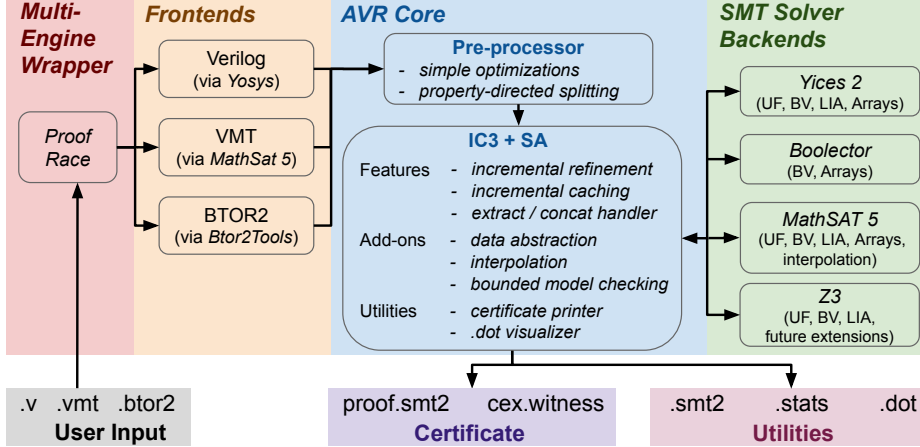 Multi-
Engine
Wrapper
Proof
Race
Frontends
Verilog
(via Yosys)
VMT
(via MathSat 5)
BTOR2
(via Btor2Tools)
AVR Core
Pre-processor
- simple optimizations
- property-directed splitting
IC3 + SA
Features - incremental refinement
- incremental caching
- extract / concat handler
Add-ons - data abstraction
- interpolation
- bounded model checking
Utilities - certificate printer
- .dot visualizer
SMT Solver
Backends
Yices 2
(UF, BV, LIA, Arrays)
Boolector
(BV, Arrays)
MathSAT 5
(UF, BV, LIA, Arrays,
interpolation)
Z3
(UF, BV, LIA,
future extensions)
.v .vmt .btor2
User Input
proof.smt2 cex.witness
Certificate
.smt2 .stats .dot
Utilities